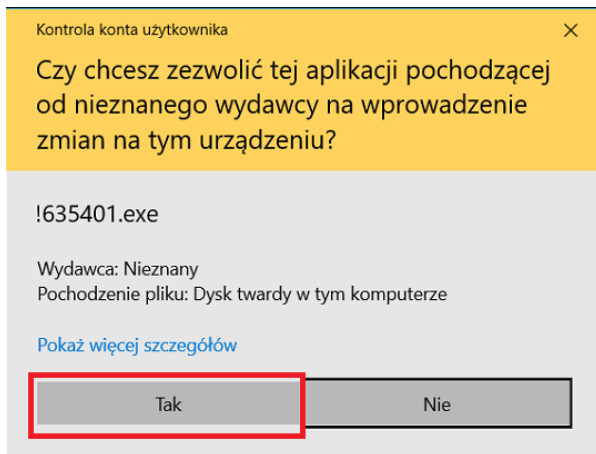 Kontrola konta użytkownika
Czy chcesz zezwolić tej aplikacji pochodzącej
od nieznanego wydawcy na wprowadzenie
zmian na tym urządzeniu?
!635401.exe
Wydawca: Nieznany
Pochodzenie pliku: Dysk twardy w tym komputerze
Pokaż więcej szczegółów
Tak
Nie